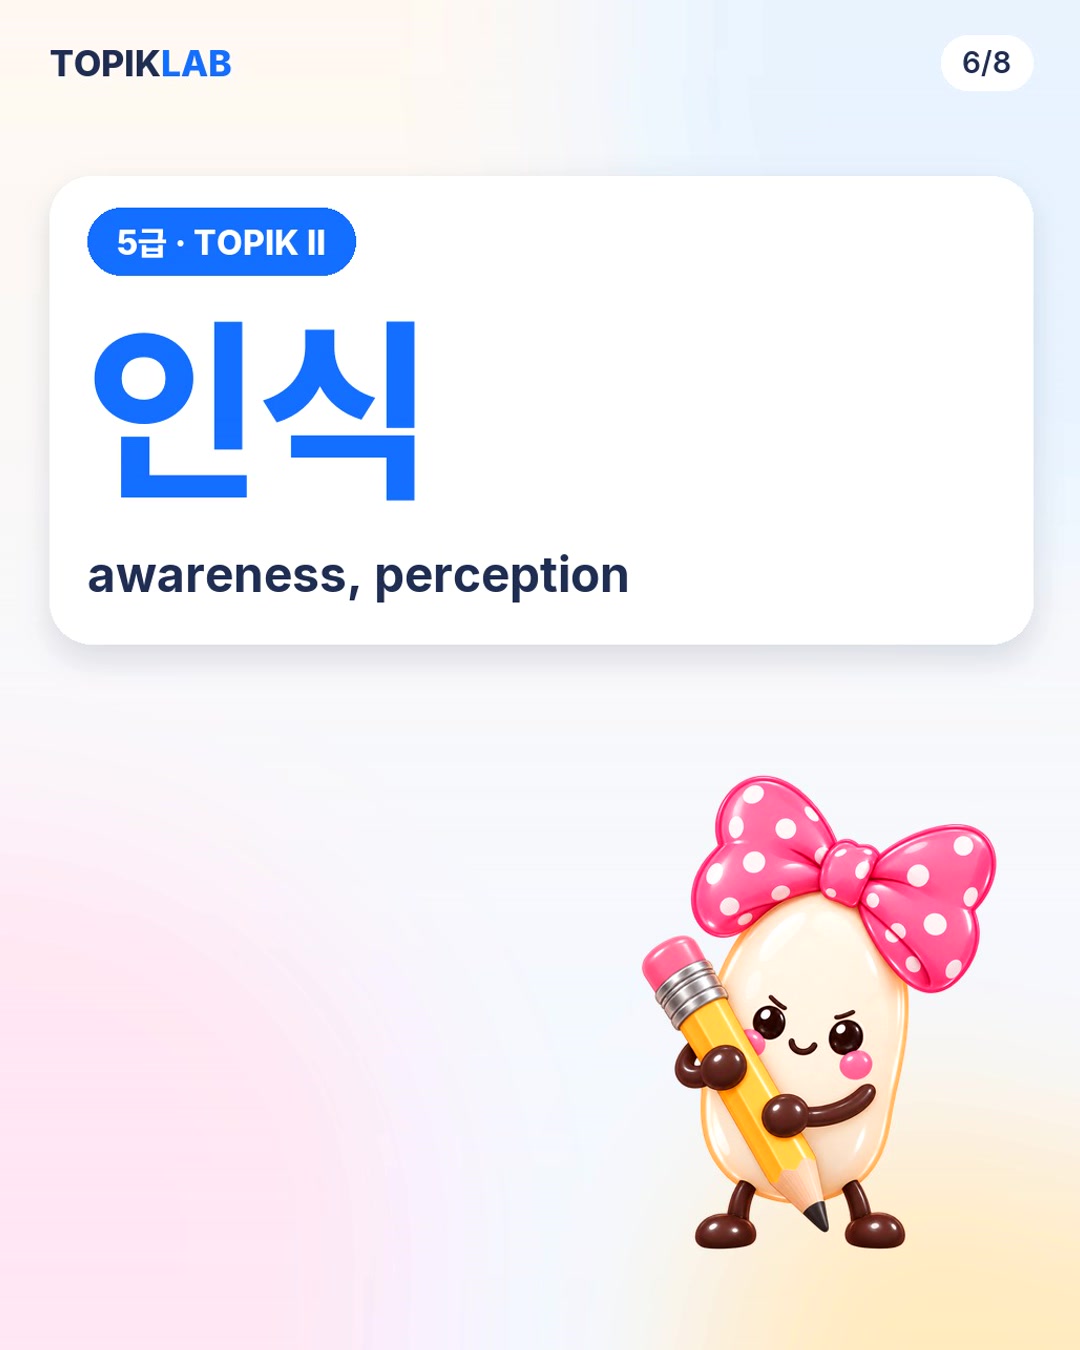 TOPIKLAB
6/8
5급 · TOPIK II
인식
awareness, perception